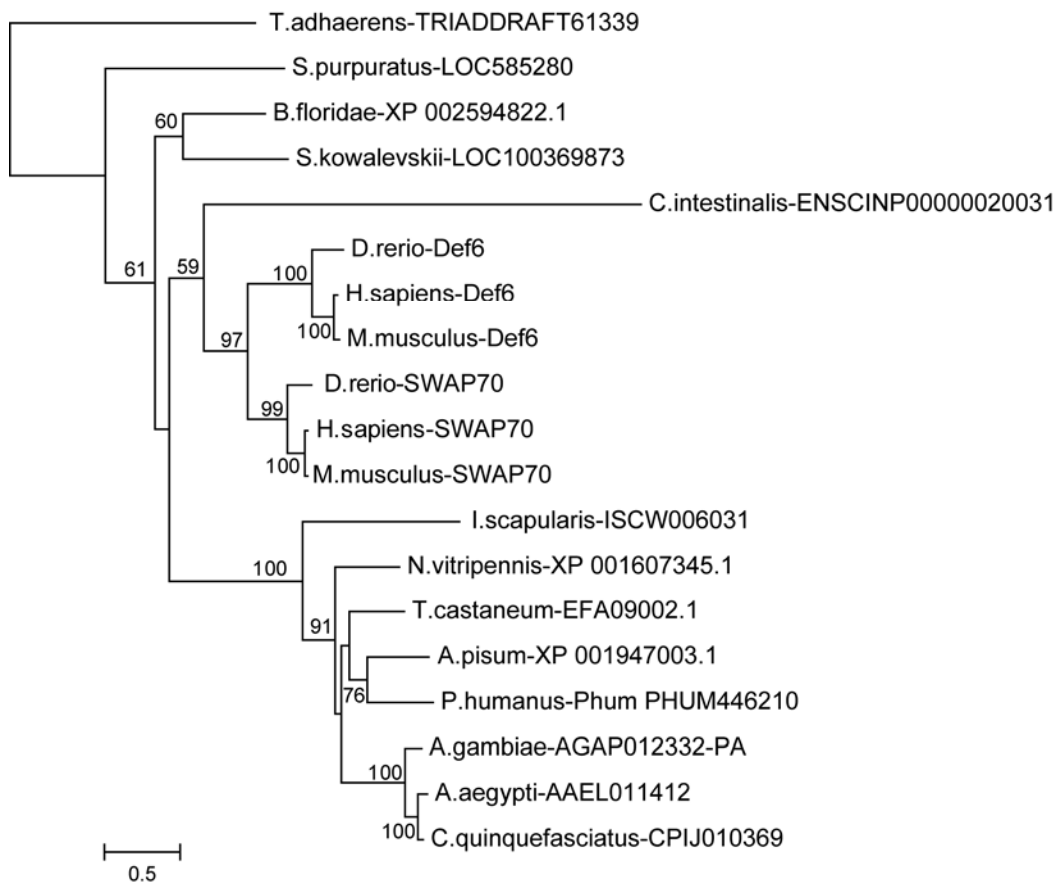 T.adhaerens-TRIADDRAFT61339
S.purpuratus-LOC585280
B.floridae-XP 002594822.1
60
S.kowalevskii-LOC100369873
C.intestinalis-ENSCINP00000020031
D.rerio-Def6
61
59
100
H.sapiens-Def6
100
M.musculus-Def6
97
D.rerio-SWAP70
99
H.sapiens-SWAP70
100
M.musculus-SWAP70
I.scapularis-ISCW006031
100
N.vitripennis-XP 001607345.1
T.castaneum-EFA09002.1
91
A.pisum-XP 001947003.1
76
P.humanus-Phum PHUM446210
A.gambiae-AGAP012332-PA
100
A.aegypti-AAEL011412
100
C.quinquefasciatus-CPIJ010369
0.5